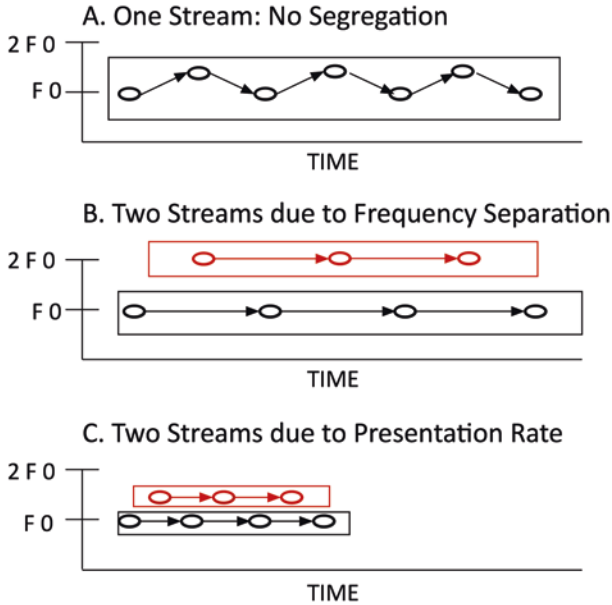 A. One Stream: No Segregation
2 F 0
F 0
TIME
B. Two Streams due to Frequency Separation
2 F 0
F 0
TIME
C. Two Streams due to Presentation Rate
2 F 0
F 0
TIME